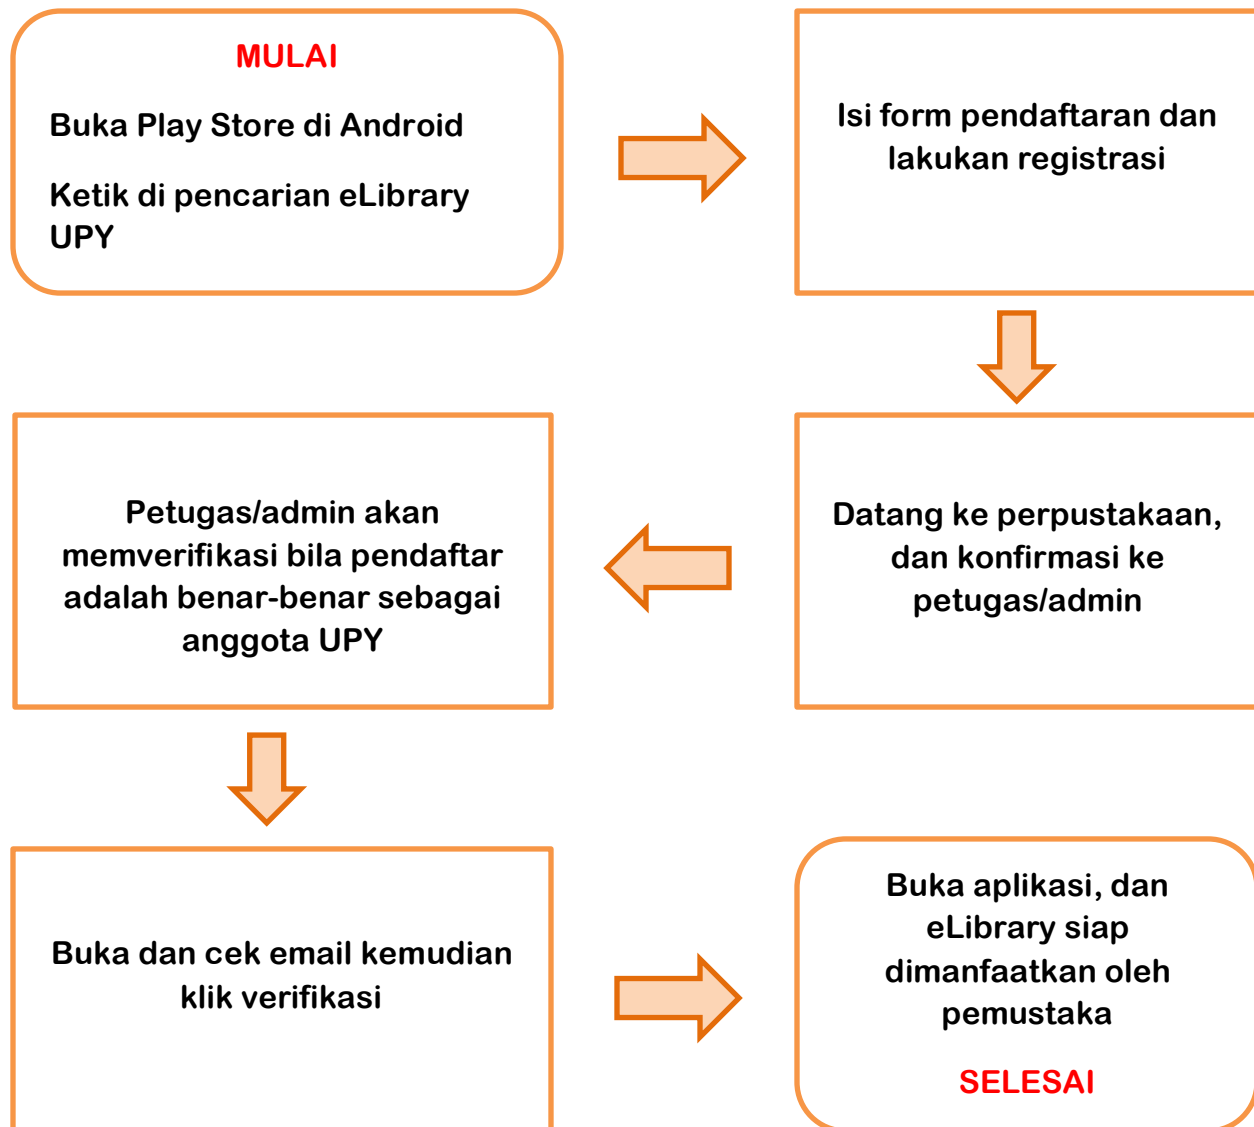 MULAI
Buka Play Store di Android
Ketik di pencarian eLibrary
UPY
Isi form pendaftaran dan
lakukan registrasi
Datang ke perpustakaan,
dan konfirmasi ke
petugas/admin
Petugas/admin akan
memverifikasi bila pendaftar
adalah benar-benar sebagai
anggota UPY
Buka dan cek email kemudian
klik verifikasi
Buka aplikasi, dan
eLibrary siap
dimanfaatkan oleh
pemustaka
SELESAI